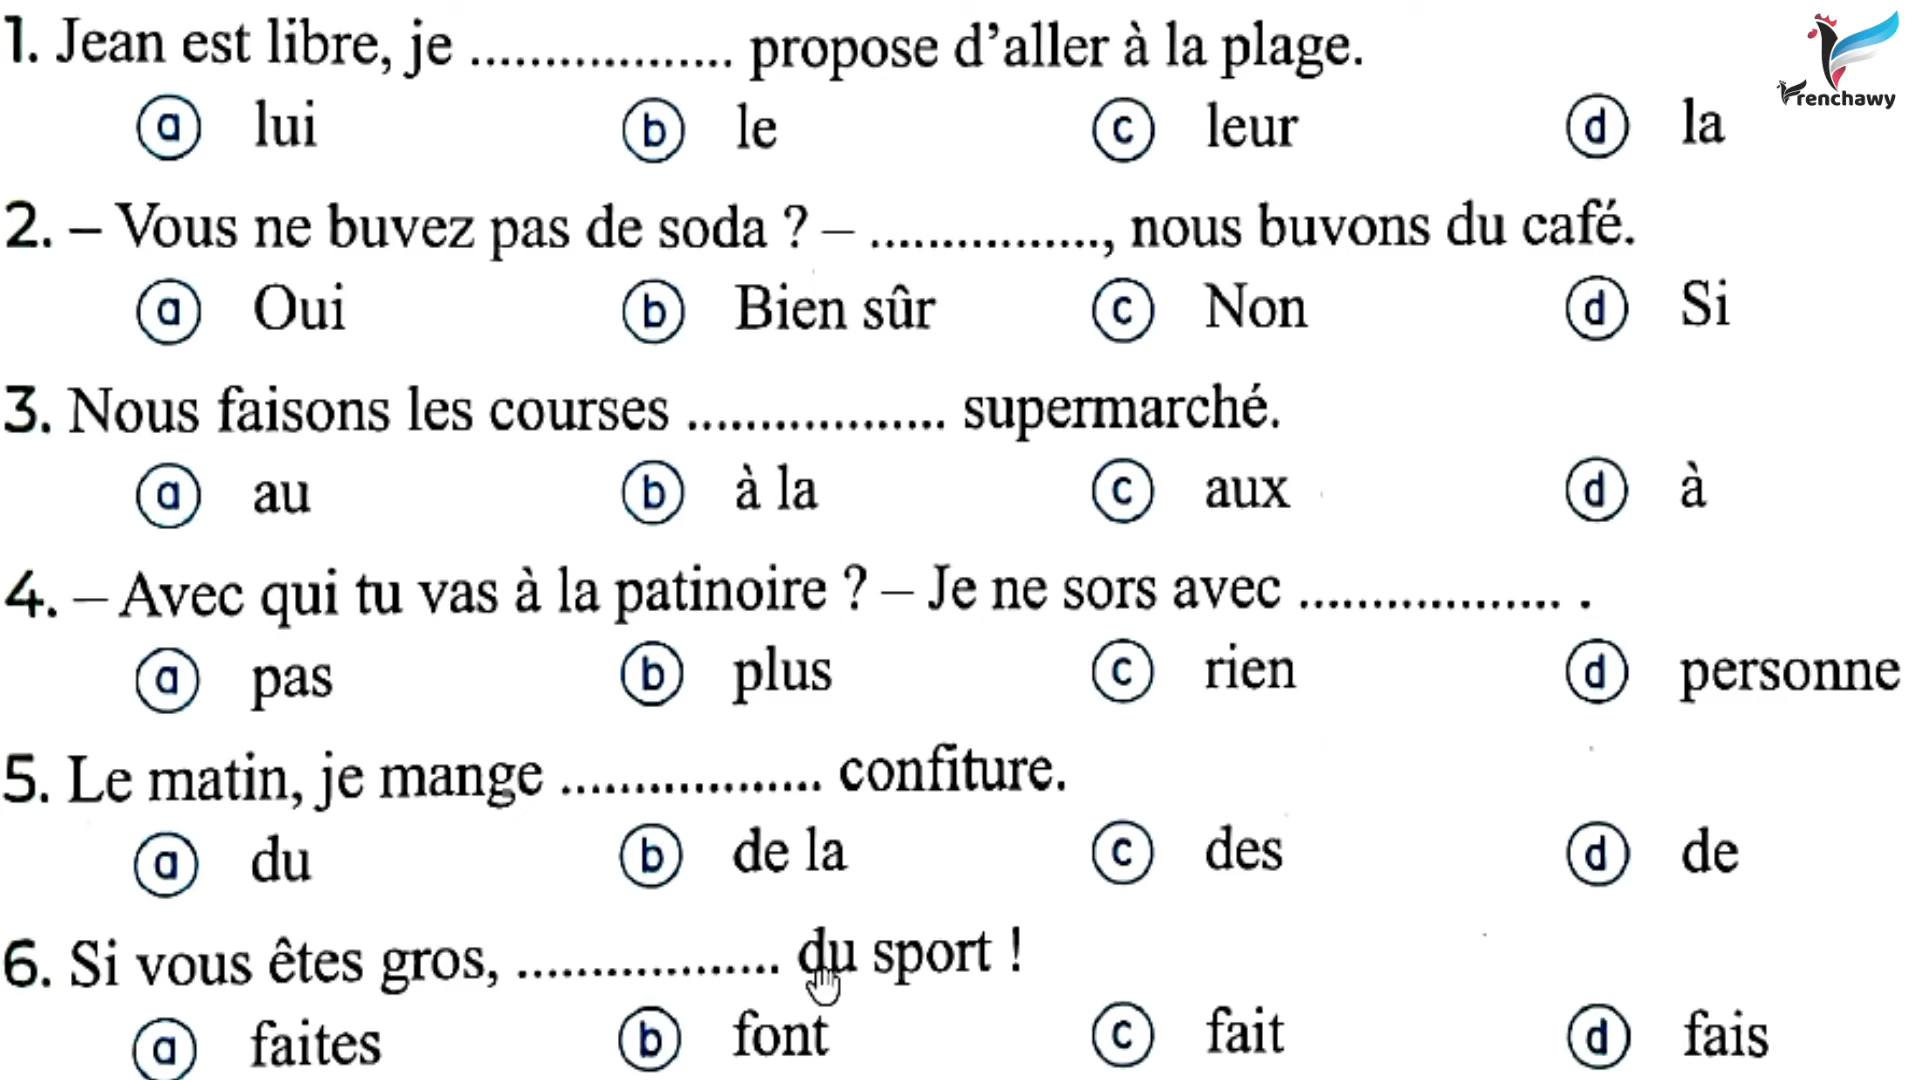 1. Jean est libre, je .................. propose d’aller à la plage.
Frenchawy
a lui b le c leur d la
2. – Vous ne buvez pas de soda ? – ................, nous buvons du café.
a Oui b Bien sûr c Non d Si
3. Nous faisons les courses .................. supermarché.
a au b à la c aux d à
4. – Avec qui tu vas à la patinoire ? – Je ne sors avec .................. .
a pas b plus c rien d personne
5. Le matin, je mange .................. confiture.
a du b de la c des d de
6. Si vous êtes gros, .................. du sport !
a faites b font c fait d fais